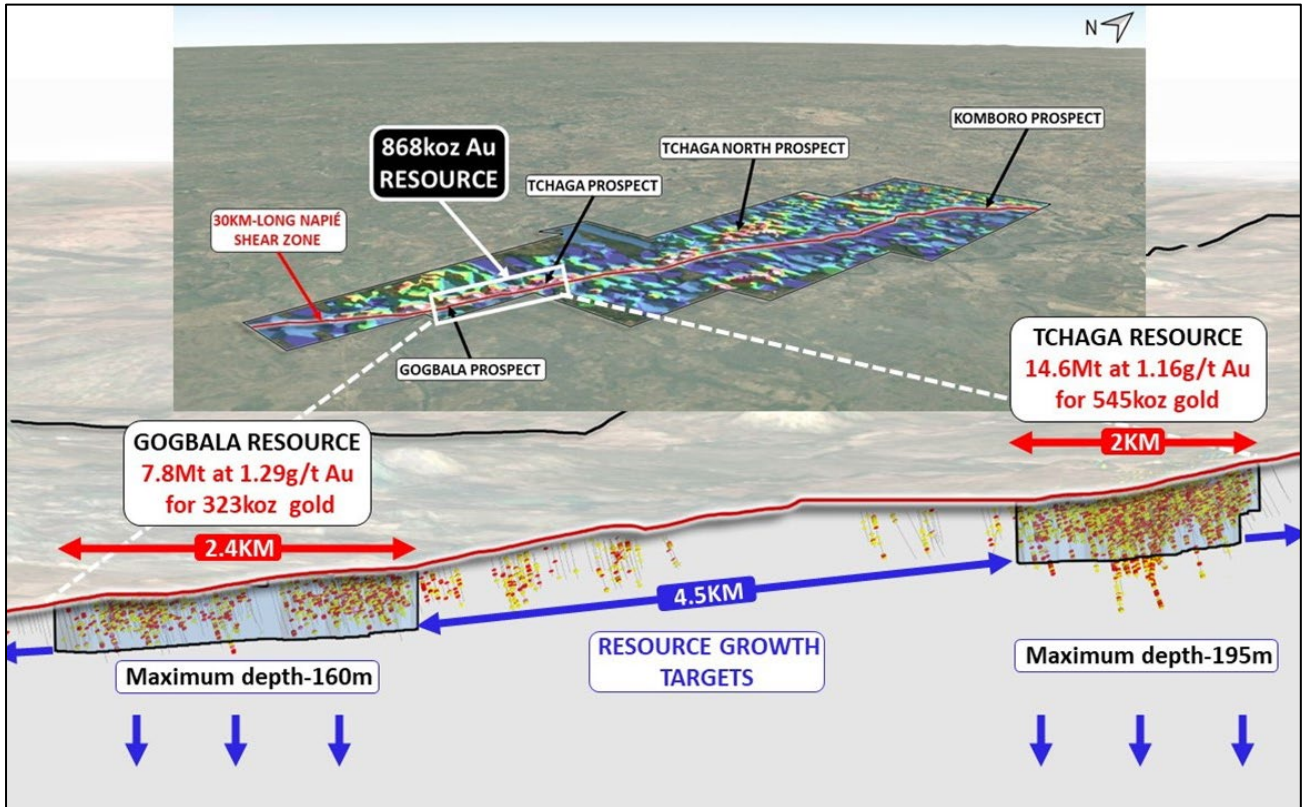 N
KOMBORO PROSPECT
868koz Au
RESOURCE
TCHAGA NORTH PROSPECT
TCHAGA PROSPECT
30KM-LONG NAPIÉ
SHEAR ZONE
GOGBALA PROSPECT
TCHAGA RESOURCE
14.6Mt at 1.16g/t Au
for 545koz gold
2KM
GOGBALA RESOURCE
7.8Mt at 1.29g/t Au
for 323koz gold
2.4KM
4.5KM
RESOURCE GROWTH
TARGETS
Maximum depth-160m
Maximum depth-195m